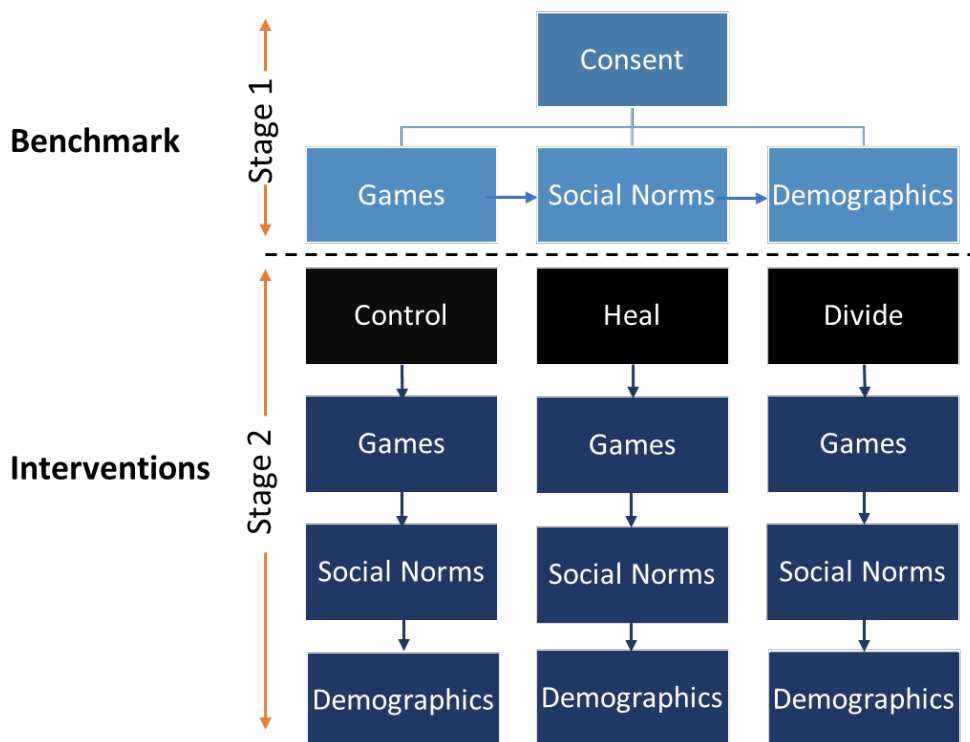 Consent
Benchmark
Stage 1
Games
Social Norms
Demographics
Control
Heal
Divide
Interventions
Stage 2
Games
Games
Games
Social Norms
Social Norms
Social Norms
Demographics
Demographics
Demographics